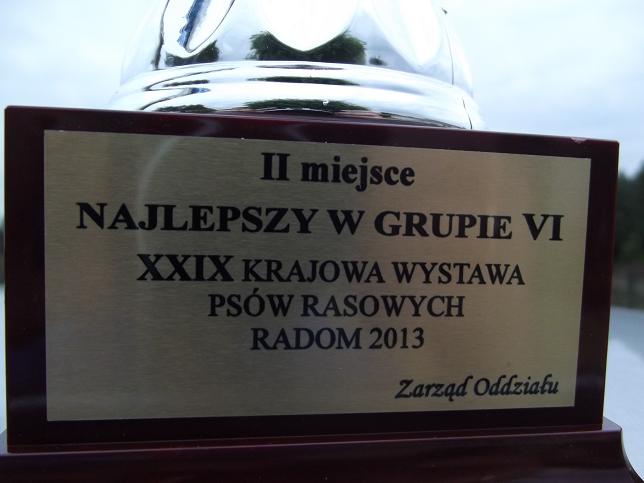 II miejsce
NAJLEPSZY W GRUPIE VI
XXIX KRAJOWA WYSTAWA
PSÓW RASOWYCH
RADOM 2013
Zarząd Oddziału